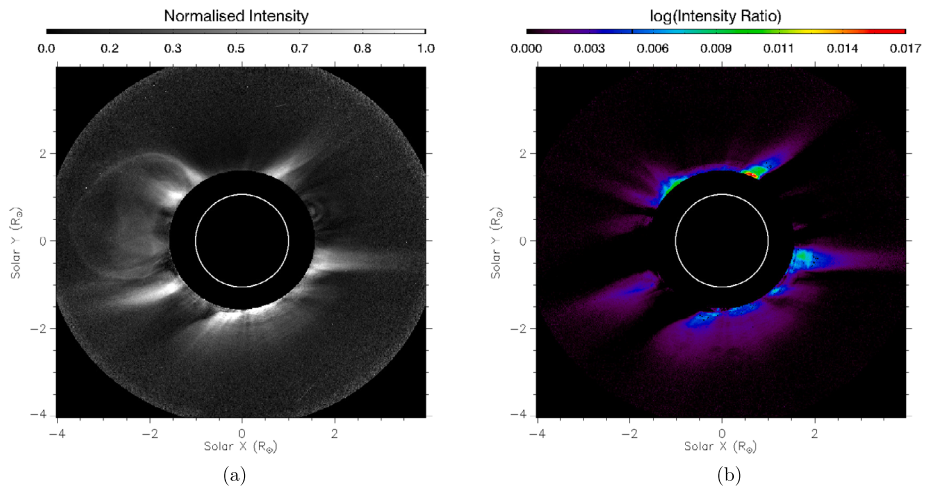 Normalised Intensity
0.0 0.2 0.3 0.5 0.7 0.8 1.0
2
0
−2
−4
Solar Y (R⊙)
−4 −2 0 2
Solar X (R⊙)
(a)
log(Intensity Ratio)
0.000 0.003 0.006 0.009 0.011 0.014 0.017
2
0
−2
−4
Solar Y (R⊙)
−4 −2 0 2
Solar X (R⊙)
(b)